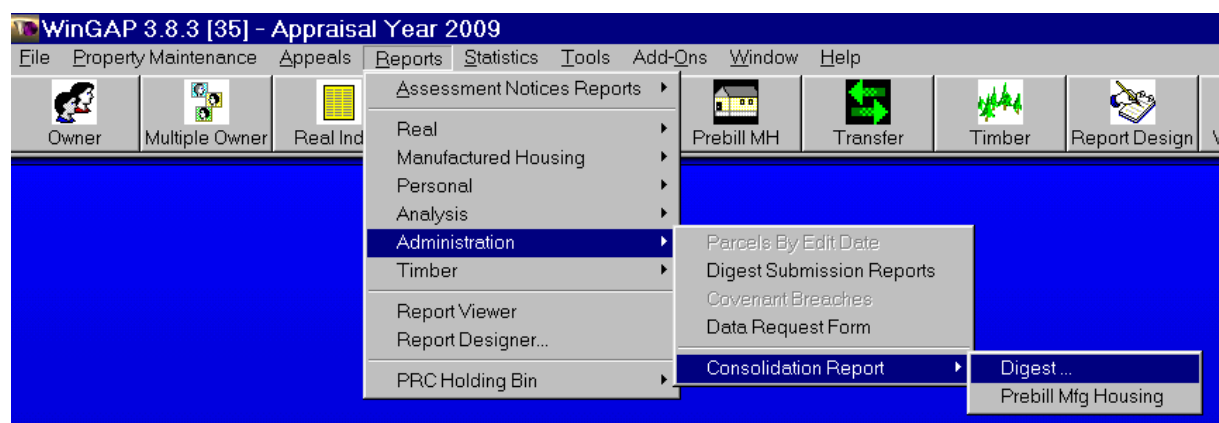 WinGAP 3.8.3 [35] - Appraisal Year 2009
File Property Maintenance Appeals Reports Statistics Tools Add-Ons Window Help
Owner Multiple Owner Real Ind Prebill MH Transfer Timber Report Design
Assessment Notices Reports
Real
Manufactured Housing
Personal
Analysis
Administration
Timber
Report Viewer
Report Designer...
PRC Holding Bin
Parcels By Edit Date
Digest Submission Reports
Covenant Breaches
Data Request Form
Consolidation Report
Digest ...
Prebill Mfg Housing